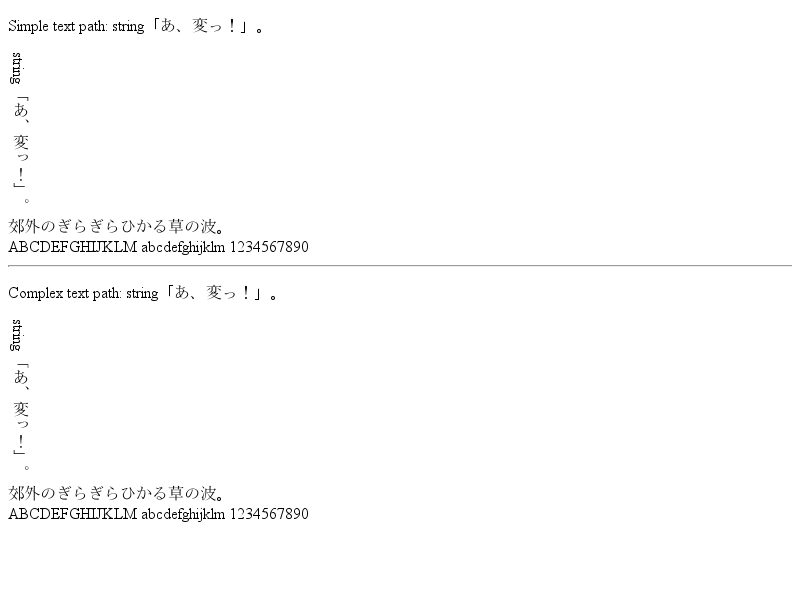 Simple text path: string「あ、変っ！」。
string「あ、変っ！」。
郊外のぎらぎらひかる草の波。
ABCDEFGHIJKLM abcdefghijklm 1234567890
Complex text path: string「あ、変っ！」。
string「あ、変っ！」。
郊外のぎらぎらひかる草の波。
ABCDEFGHIJKLM abcdefghijklm 1234567890